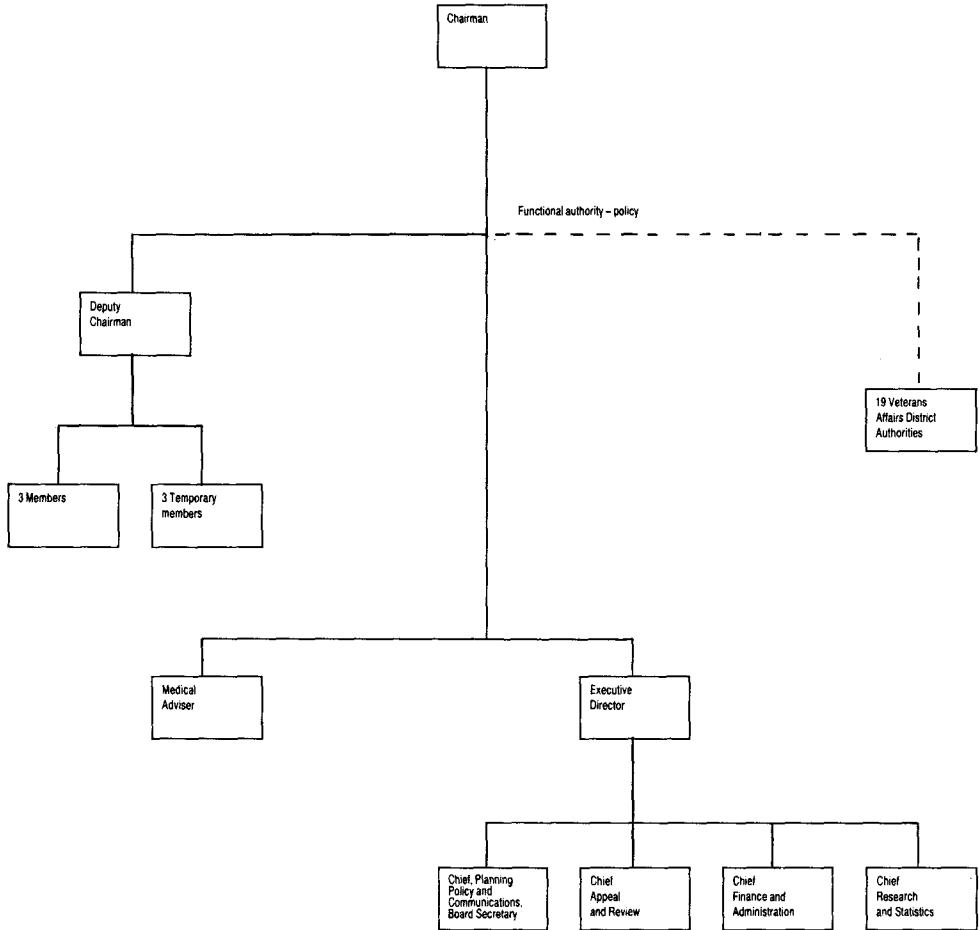 Chairman
Functional authority – policy
Deputy
Chairman
19 Veterans
Affairs District
Authorities
3 Members
3 Temporary
members
Medical
Adviser
Executive
Director
Chief, Planning
Policy and
Communications,
Board Secretary
Chief
Appeal
and Review
Chief
Finance and
Administration
Chief
Research
and Statistics